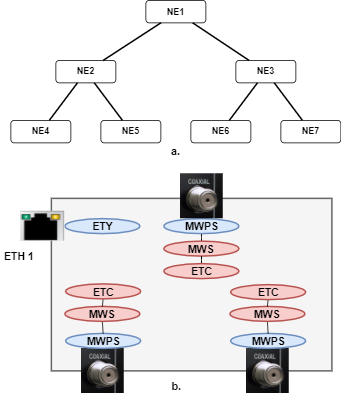 NE1
NE2
NE3
NE4
NE5
NE6
NE7
a.
COAXIAL
ETY
MWPS
MWS
ETC
ETH 1
ETC
MWS
MWPS
COAXIAL
ETC
MWS
MWPS
COAXIAL
b.